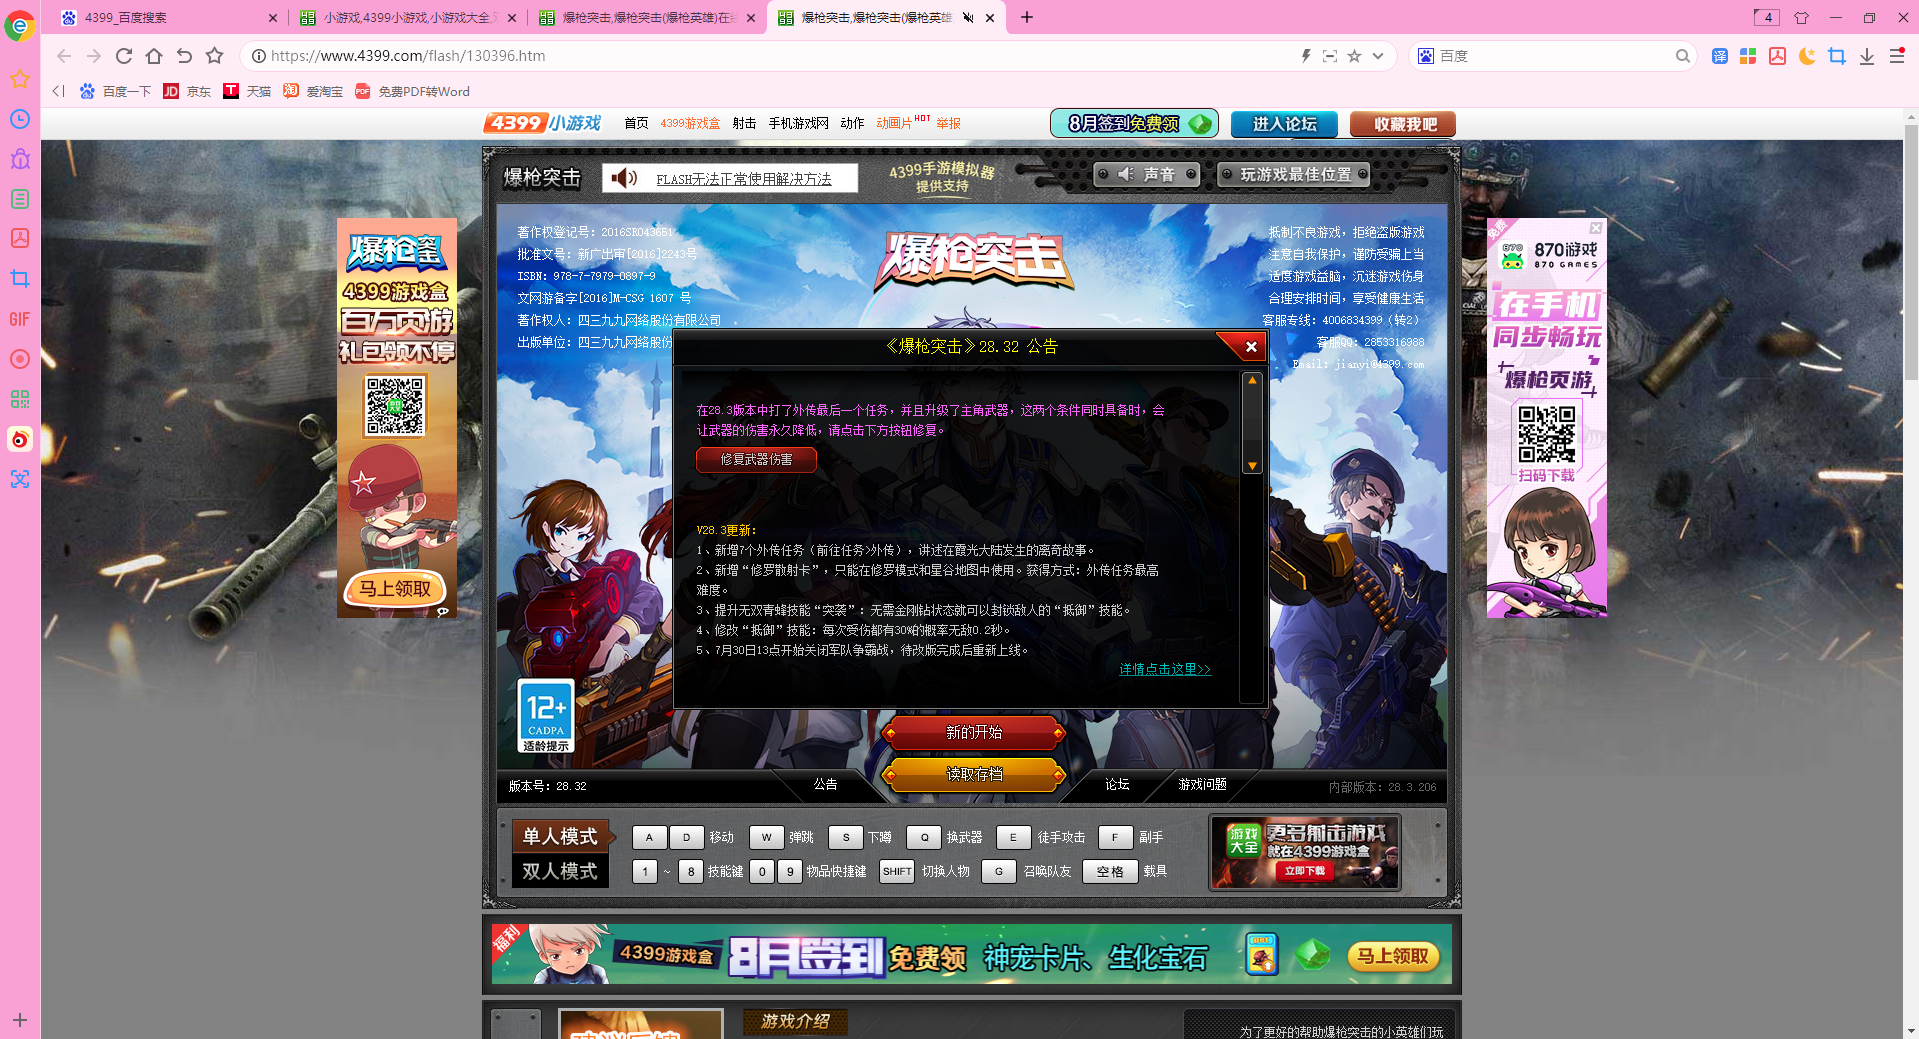 4399_百度搜索
小游戏,4399小游戏,小游戏大全,双
爆枪突击,爆枪突击(爆枪英雄)在线
爆枪突击,爆枪突击(爆枪英雄
4
https://www.4399.com/flash/130396.htm
百度
译
百度一下
JD 京东
T 天猫
淘 爱淘宝
PDF 免费PDF转Word
GIF
4399小游戏
首页
4399游戏盒
射击
手机游戏网
动作
动画片HOT
举报
8月签到免费领
进入论坛
收藏我吧
爆枪突击
FLASH无法正常使用解决方法
4399手游模拟器
提供支持
声音
玩游戏最佳位置
著作权登记号: 2016SR043651
批准文号: 新广出审[2016]2243号
ISBN: 978-7-7979-0897-9
文网游备字[2016]M-CSG 1607 号
著作权人: 四三九九网络股份有限公司
出版单位: 四三九九网络股份
爆枪突击
抵制不良游戏, 拒绝盗版游戏
注意自我保护, 谨防受骗上当
适度游戏益脑, 沉迷游戏伤身
合理安排时间, 享受健康生活
客服专线: 4006834399 (转2)
客服QQ: 2853316988
Email: jianyi@4399.com
爆枪突击
4399游戏盒
百万页游
礼包领不停
马上领取
免费
870
870游戏
870 GAMES
在手机
同步畅玩
爆枪页游
扫码下载
《爆枪突击》28.32 公告
在28.3版本中打了外传最后一个任务, 并且升级了主角武器, 这两个条件同时具备时, 会
让武器的伤害永久降低, 请点击下方按钮修复。
修复武器伤害
V28.3更新:
1、新增7个外传任务 (前往任务>外传) , 讲述在霞光大陆发生的离奇故事。
2、新增“修罗散射卡”, 只能在修罗模式和星谷地图中使用。获得方式: 外传任务最高
难度。
3、提升无双青蜂技能“突袭”: 无需金刚钻状态就可以封锁敌人的“抵御”技能。
4、修改“抵御”技能: 每次受伤都有30%的概率无敌0.2秒。
5、7月30日13点开始关闭军队争霸战, 待改版完成后重新上线。
详情点击这里>>
12+
CADPA
适龄提示
新的开始
读取存档
版本号: 28.32
公告
论坛
游戏问题
内部版本: 28.3.206
单人模式
A D 移动 W 弹跳 S 下蹲 Q 换武器 E 徒手攻击 F 副手
双人模式
1 ~ 8 技能键 0 9 物品快捷键 SHIFT 切换人物 G 召唤队友 空格 载具
游戏大全
更多射击游戏
就在4399游戏盒
立即下载
福利
4399游戏盒 8月签到 免费领 神宠卡片、生化宝石 马上领取
游戏介绍
为了更好的帮助爆枪突击的小英雄们玩